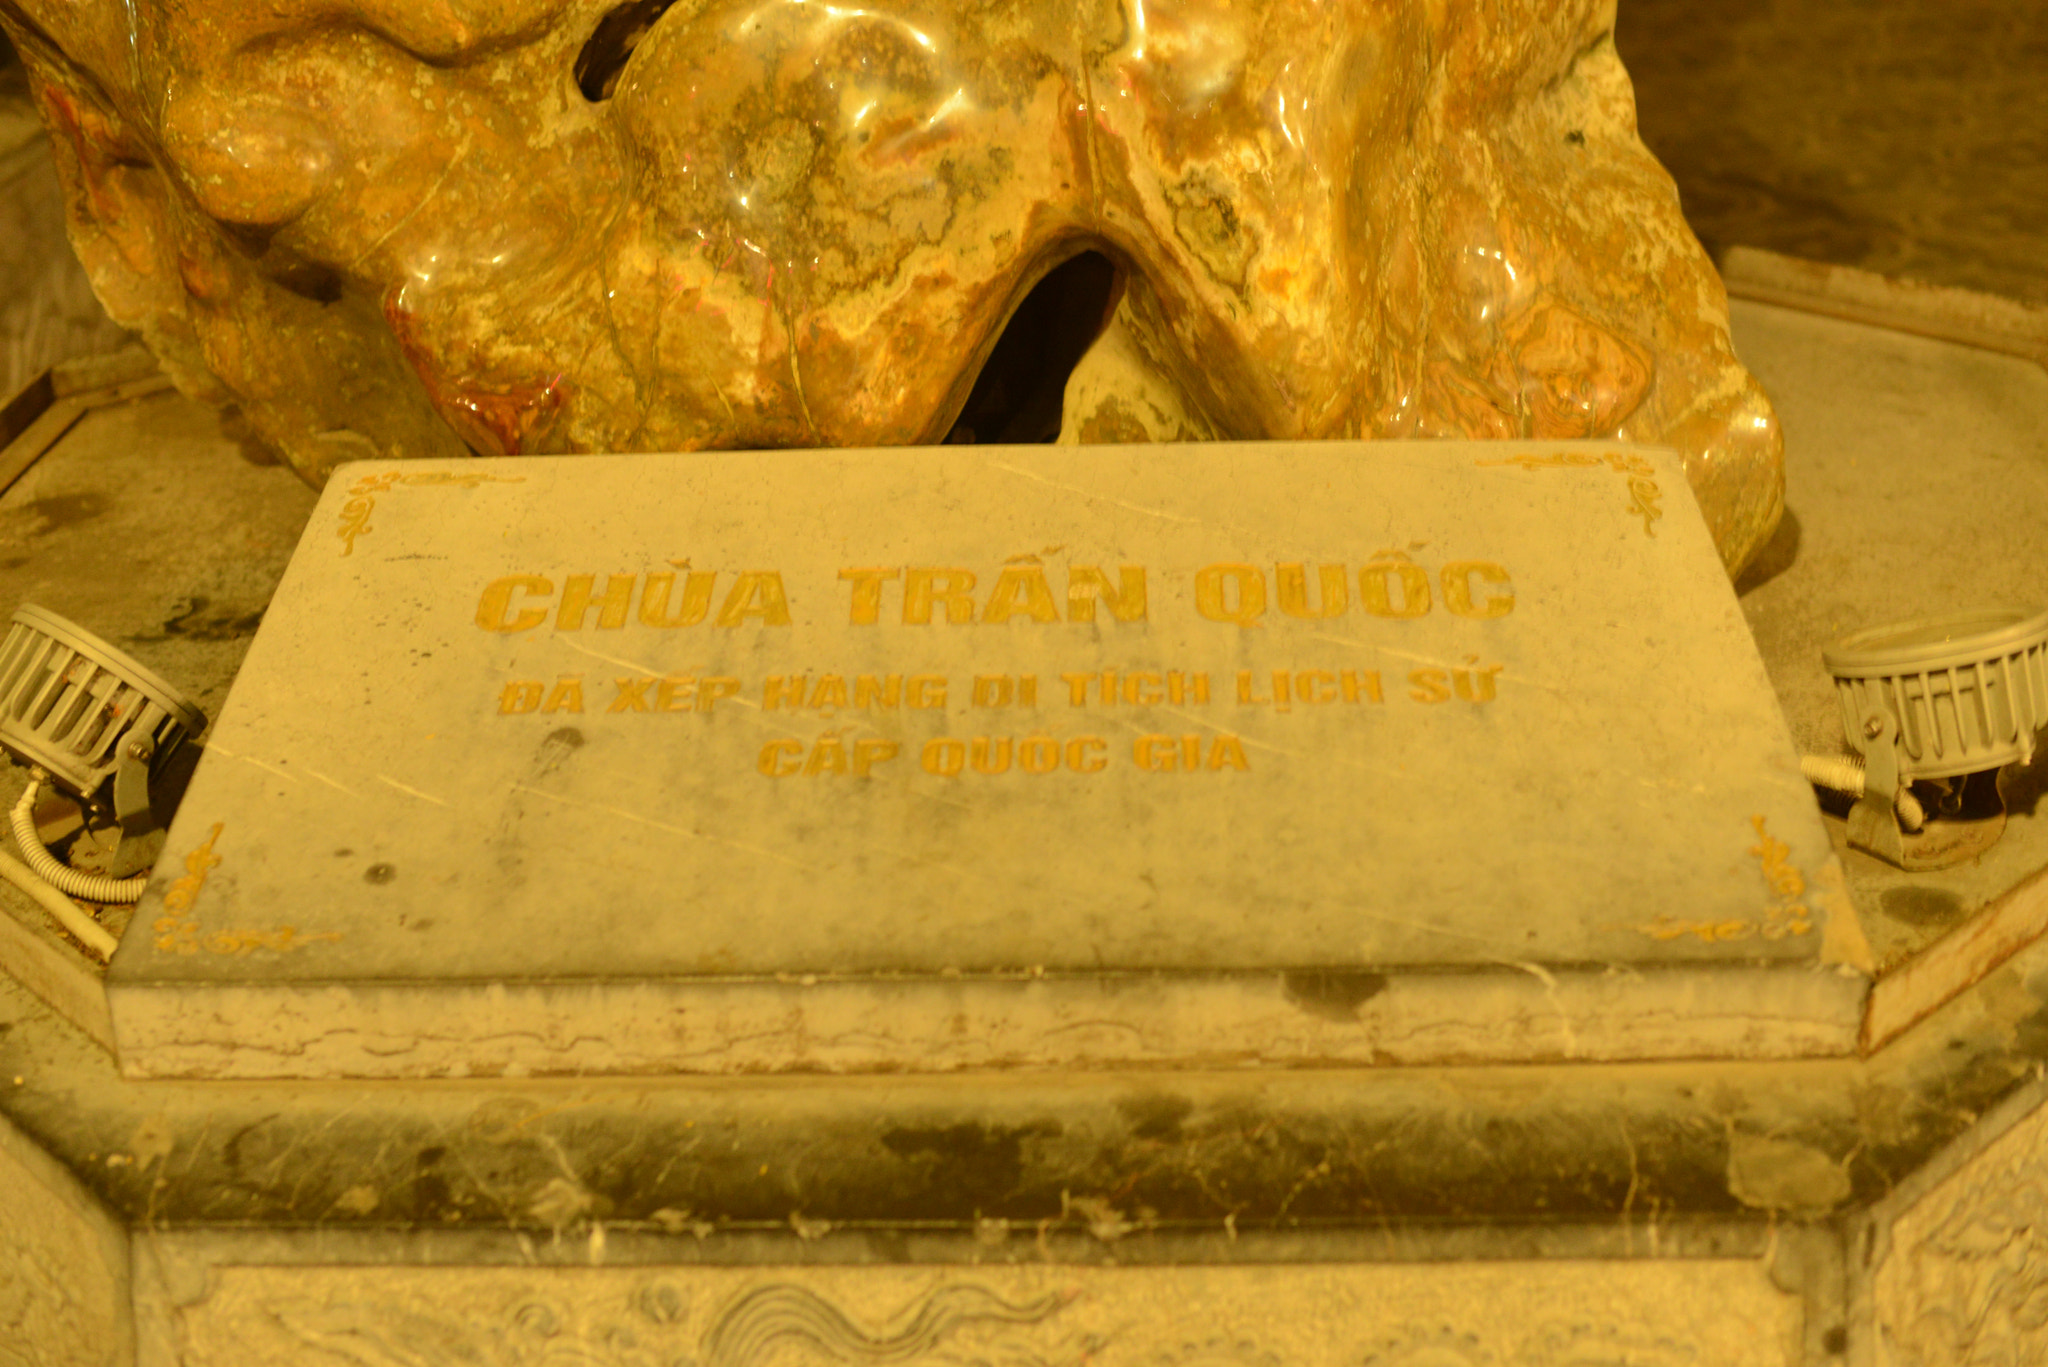 CHÙA TRẤN QUỐC
ĐÃ XẾP HẠNG DI TÍCH LỊCH SỬ
CẤP QUỐC GIA